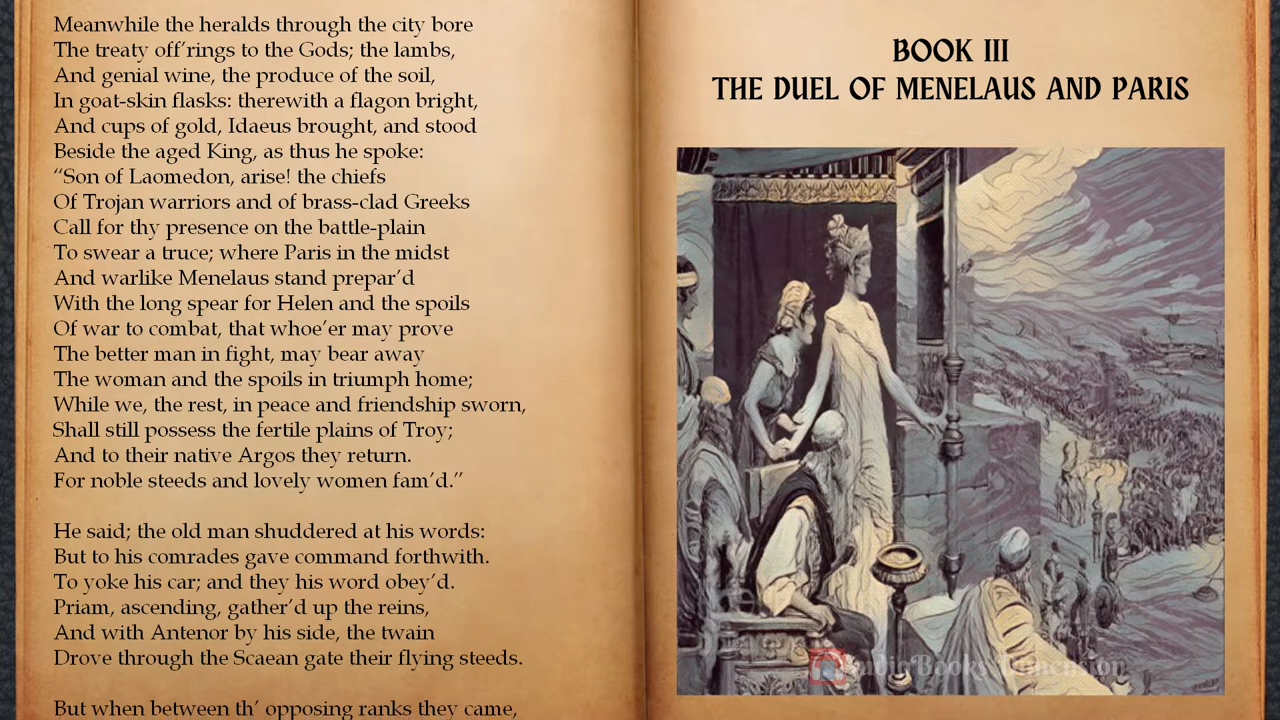 Meanwhile the heralds through the city bore
The treaty off'rings to the Gods; the lambs,
And genial wine, the produce of the soil,
In goat-skin flasks: therewith a flagon bright,
And cups of gold, Idaeus brought, and stood
Beside the aged King, as thus he spoke:
“Son of Laomedon, arise! the chiefs
Of Trojan warriors and of brass-clad Greeks
Call for thy presence on the battle-plain
To swear a truce; where Paris in the midst
And warlike Menelaus stand prepar’d
With the long spear for Helen and the spoils
Of war to combat, that whoe’er may prove
The better man in fight, may bear away
The woman and the spoils in triumph home;
While we, the rest, in peace and friendship sworn,
Shall still possess the fertile plains of Troy;
And to their native Argos they return.
For noble steeds and lovely women fam’d.”
He said; the old man shuddered at his words:
But to his comrades gave command forthwith.
To yoke his car; and they his word obey’d.
Priam, ascending, gather’d up the reins,
And with Antenor by his side, the twain
Drove through the Scaean gate their flying steeds.
But when between th’ opposing ranks they came,
BOOK III
THE DUEL OF MENELAUS AND PARIS
AudioBooks Dimension